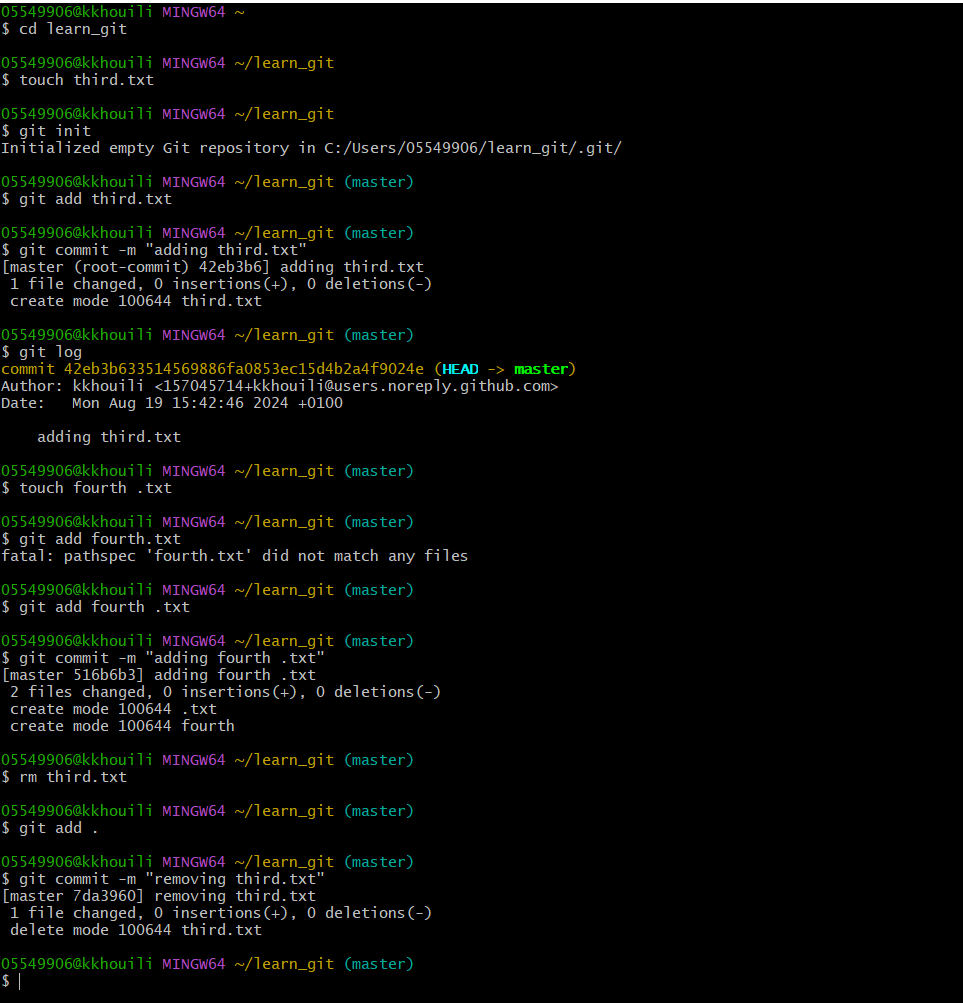 05549906@kkhouili MINGW64 ~
$ cd learn_git
05549906@kkhouili MINGW64 ~/learn_git
$ touch third.txt
05549906@kkhouili MINGW64 ~/learn_git
$ git init
Initialized empty Git repository in C:/Users/05549906/learn_git/.git/
05549906@kkhouili MINGW64 ~/learn_git (master)
$ git add third.txt
05549906@kkhouili MINGW64 ~/learn_git (master)
$ git commit -m "adding third.txt"
[master (root-commit) 42eb3b6] adding third.txt
 1 file changed, 0 insertions(+), 0 deletions(-)
 create mode 100644 third.txt
05549906@kkhouili MINGW64 ~/learn_git (master)
$ git log
commit 42eb3b633514569886fa0853ec15d4b2a4f9024e (HEAD -> master)
Author: kkhouili <157045714+kkhouili@users.noreply.github.com>
Date:   Mon Aug 19 15:42:46 2024 +0100
    adding third.txt
05549906@kkhouili MINGW64 ~/learn_git (master)
$ touch fourth .txt
05549906@kkhouili MINGW64 ~/learn_git (master)
$ git add fourth.txt
fatal: pathspec 'fourth.txt' did not match any files
05549906@kkhouili MINGW64 ~/learn_git (master)
$ git add fourth .txt
05549906@kkhouili MINGW64 ~/learn_git (master)
$ git commit -m "adding fourth .txt"
[master 516b6b3] adding fourth .txt
 2 files changed, 0 insertions(+), 0 deletions(-)
 create mode 100644 .txt
 create mode 100644 fourth
05549906@kkhouili MINGW64 ~/learn_git (master)
$ rm third.txt
05549906@kkhouili MINGW64 ~/learn_git (master)
$ git add .
05549906@kkhouili MINGW64 ~/learn_git (master)
$ git commit -m "removing third.txt"
[master 7da3960] removing third.txt
 1 file changed, 0 insertions(+), 0 deletions(-)
 delete mode 100644 third.txt
05549906@kkhouili MINGW64 ~/learn_git (master)
$